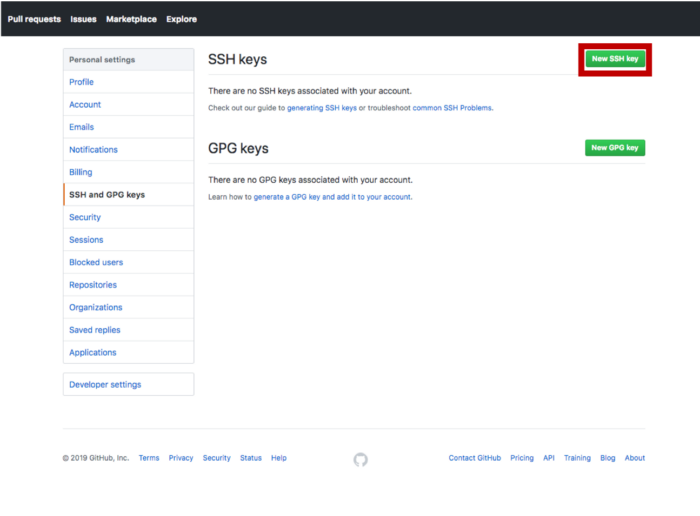 Pull requests Issues Marketplace Explore
Personal settings
Profile
Account
Emails
Notifications
Billing
SSH and GPG keys
Security
Sessions
Blocked users
Repositories
Organizations
Saved replies
Applications
Developer settings
SSH keys
New SSH key
There are no SSH keys associated with your account.
Check out our guide to generating SSH keys or troubleshoot common SSH Problems.
GPG keys
New GPG key
There are no GPG keys associated with your account.
Learn how to generate a GPG key and add it to your account.
© 2019 GitHub, Inc. Terms Privacy Security Status Help Contact GitHub Pricing API Training Blog About